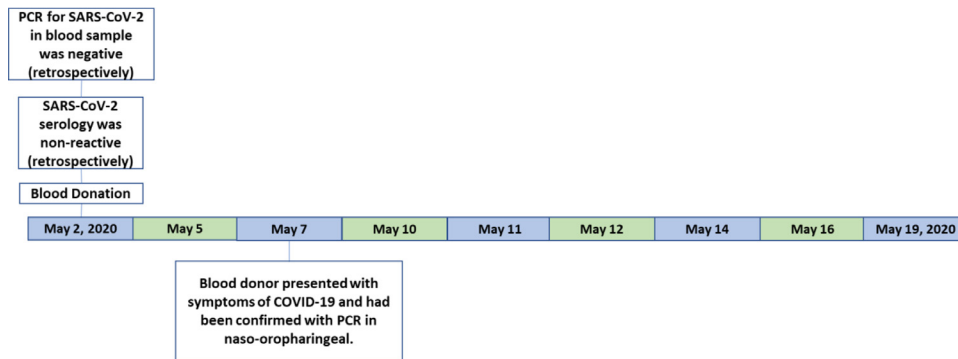 PCR for SARS-CoV-2
in blood sample
was negative
(retrospectively)
SARS-CoV-2
serology was
non-reactive
(retrospectively)
Blood Donation
May 2, 2020 May 5 May 7 May 10 May 11 May 12 May 14 May 16 May 19, 2020
Blood donor presented with
symptoms of COVID-19 and had
been confirmed with PCR in
naso-oropharingeal.